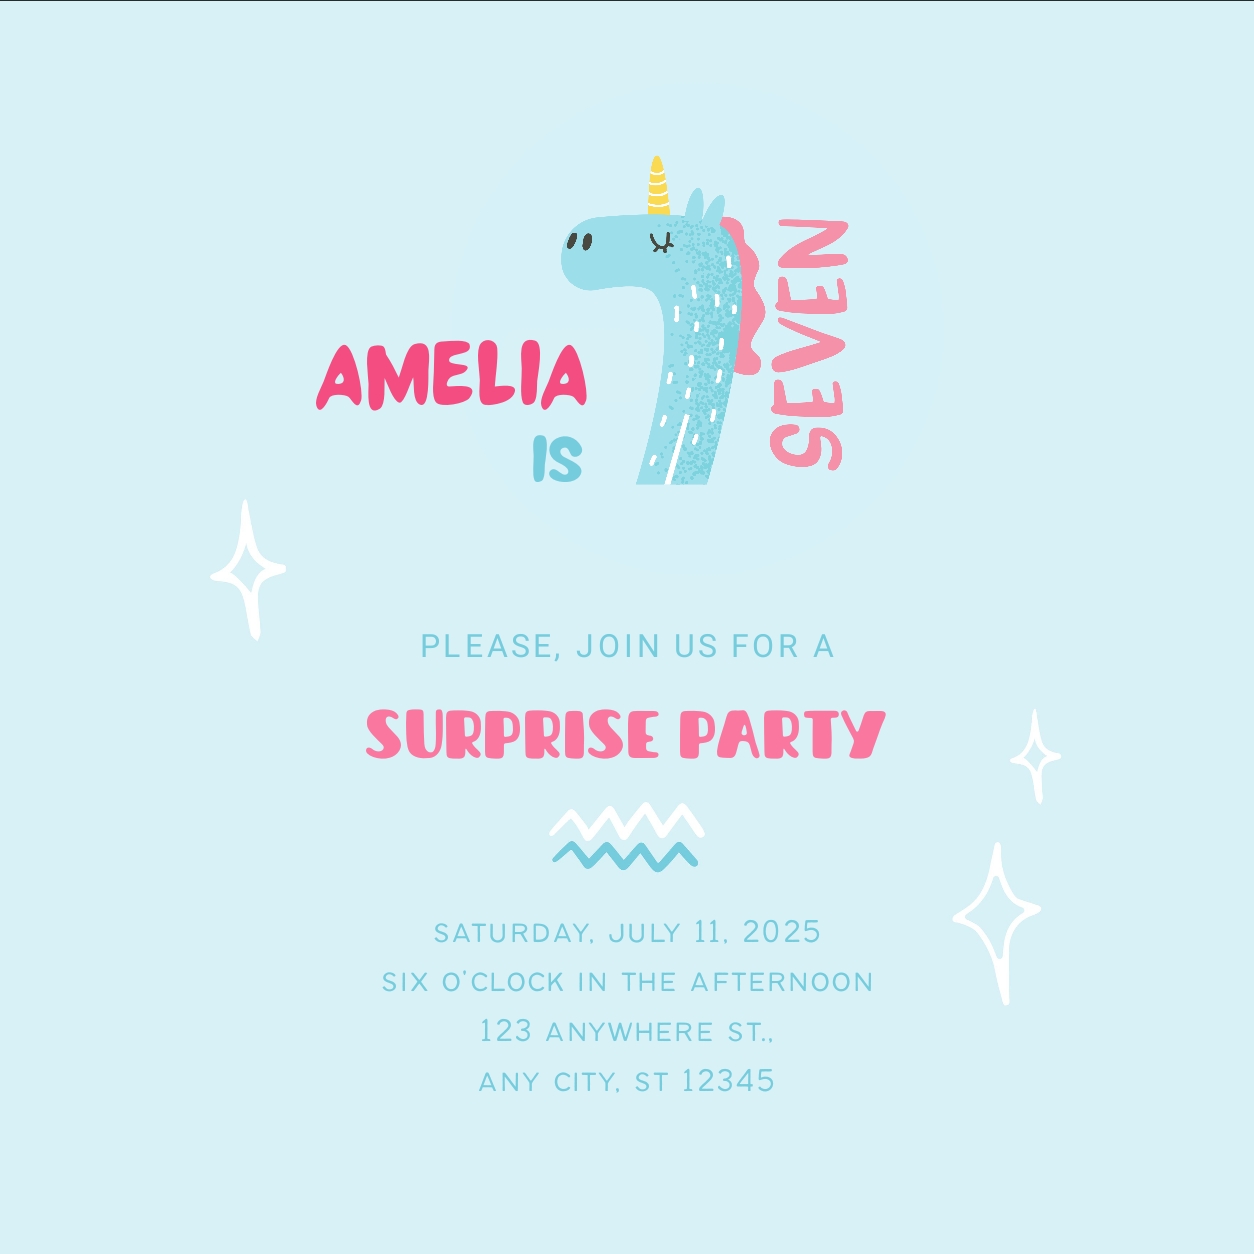 AMELIA
IS
SEVEN
PLEASE, JOIN US FOR A
SURPRISE PARTY
SATURDAY, JULY 11, 2025
SIX O'CLOCK IN THE AFTERNOON
123 ANYWHERE ST.,
ANY CITY, ST 12345